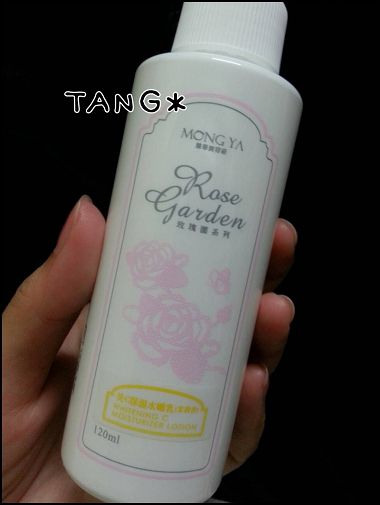 TANG*
MONG YA
Rose
Garden
玫瑰園系列
WHITENING C
MOISTURIZER LOTION
120ml